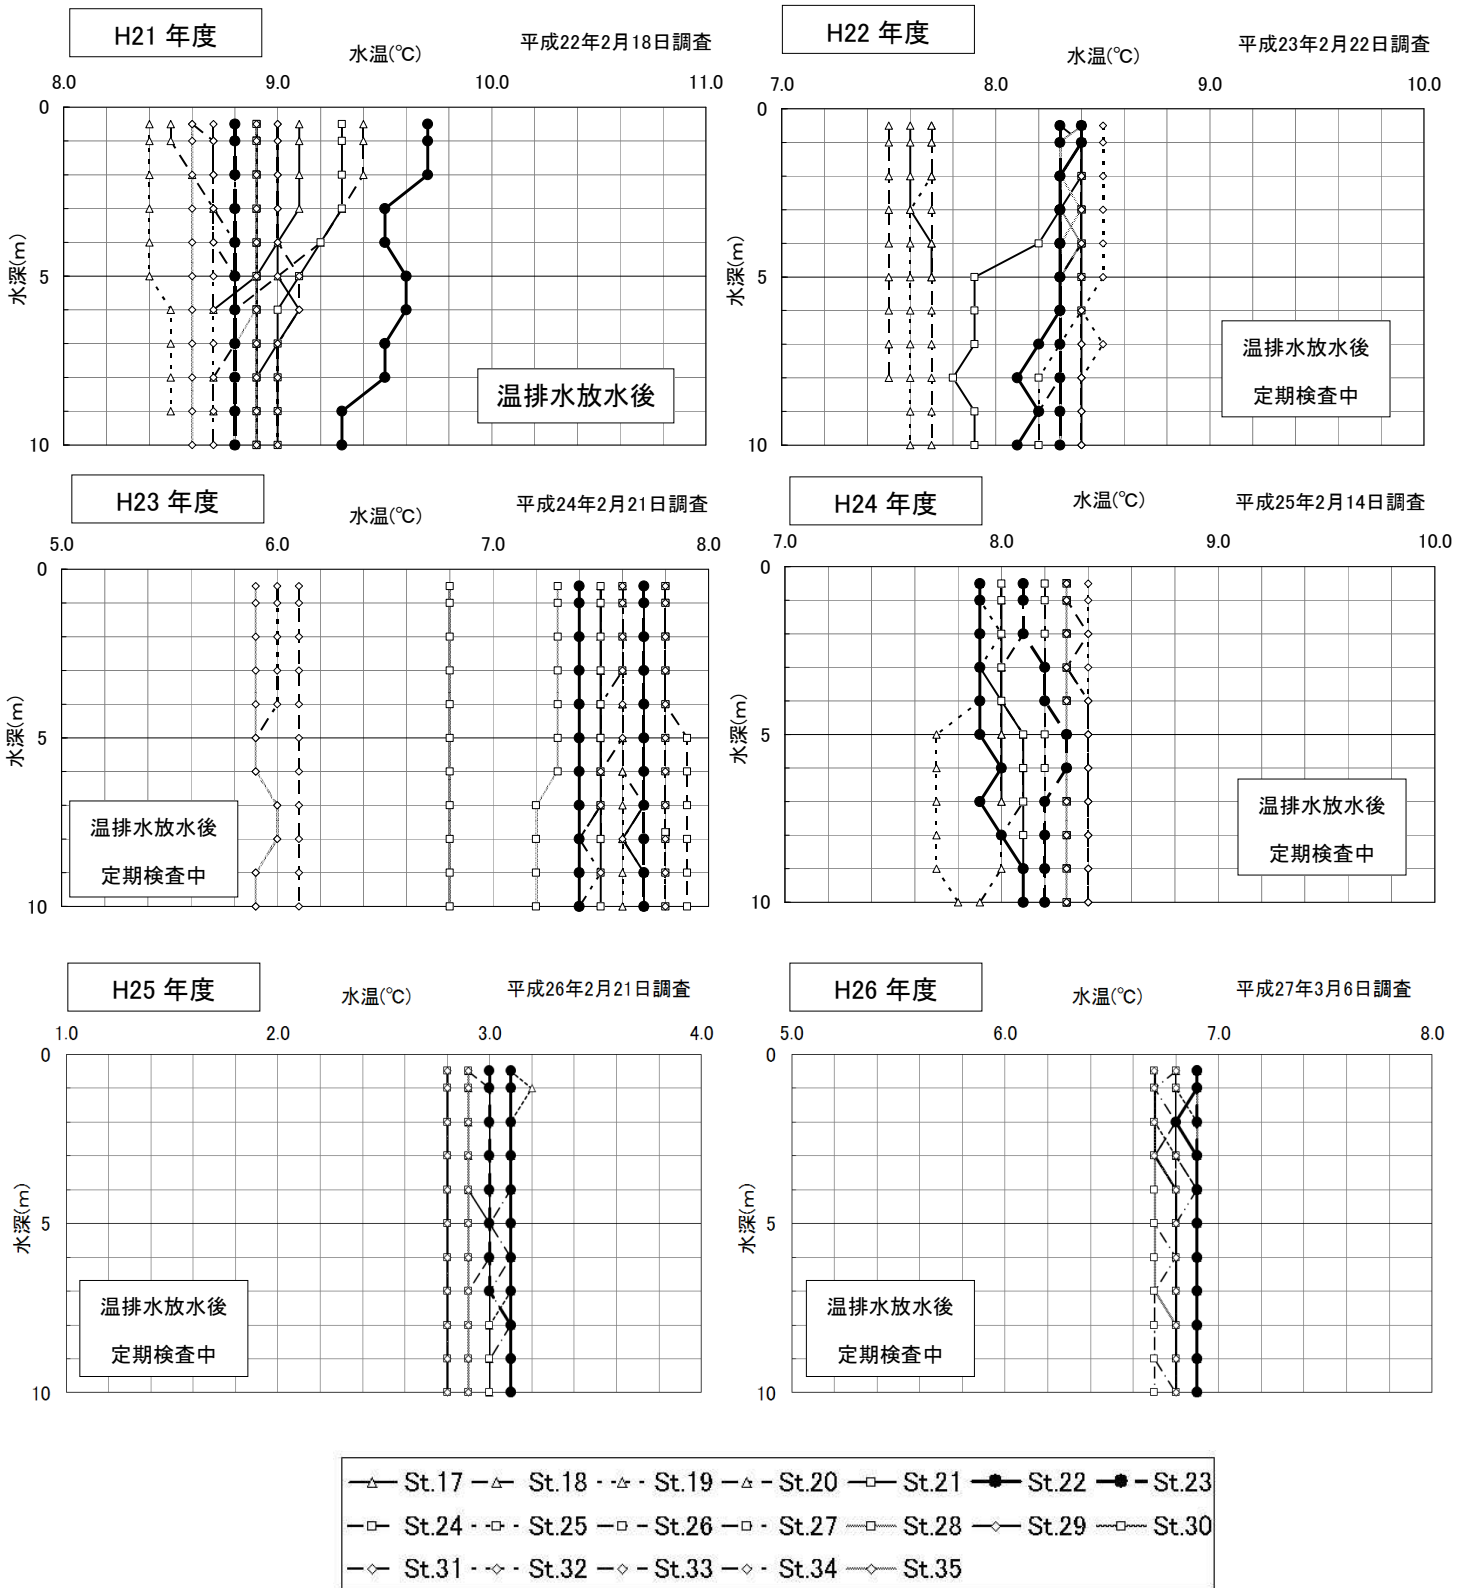 H21 年度
水温(℃)
平成22年2月18日調査
8.0 9.0 10.0 11.0
0
5
10
水深(m)
温排水放水後
H22 年度
水温(℃)
平成23年2月22日調査
7.0 8.0 9.0 10.0
0
5
10
水深(m)
温排水放水後
定期検査中
H23 年度
水温(℃)
平成24年2月21日調査
5.0 6.0 7.0 8.0
0
5
10
水深(m)
温排水放水後
定期検査中
H24 年度
水温(℃)
平成25年2月14日調査
7.0 8.0 9.0 10.0
0
5
10
水深(m)
温排水放水後
定期検査中
H25 年度
水温(℃)
平成26年2月21日調査
1.0 2.0 3.0 4.0
0
5
10
水深(m)
温排水放水後
定期検査中
H26 年度
水温(℃)
平成27年3月6日調査
5.0 6.0 7.0 8.0
0
5
10
水深(m)
温排水放水後
定期検査中
St.17 St.18 St.19 St.20 St.21 St.22 St.23
St.24 St.25 St.26 St.27 St.28 St.29 St.30
St.31 St.32 St.33 St.34 St.35